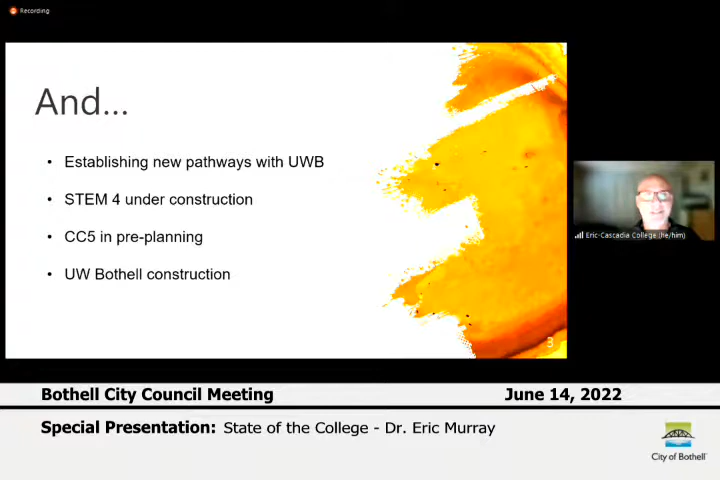 Recording
And...
• Establishing new pathways with UWB
• STEM 4 under construction
• CC5 in pre-planning
• UW Bothell construction
3
Eric-Cascadia College (he/him)
Bothell City Council Meeting June 14, 2022
Special Presentation: State of the College - Dr. Eric Murray
City of Bothell